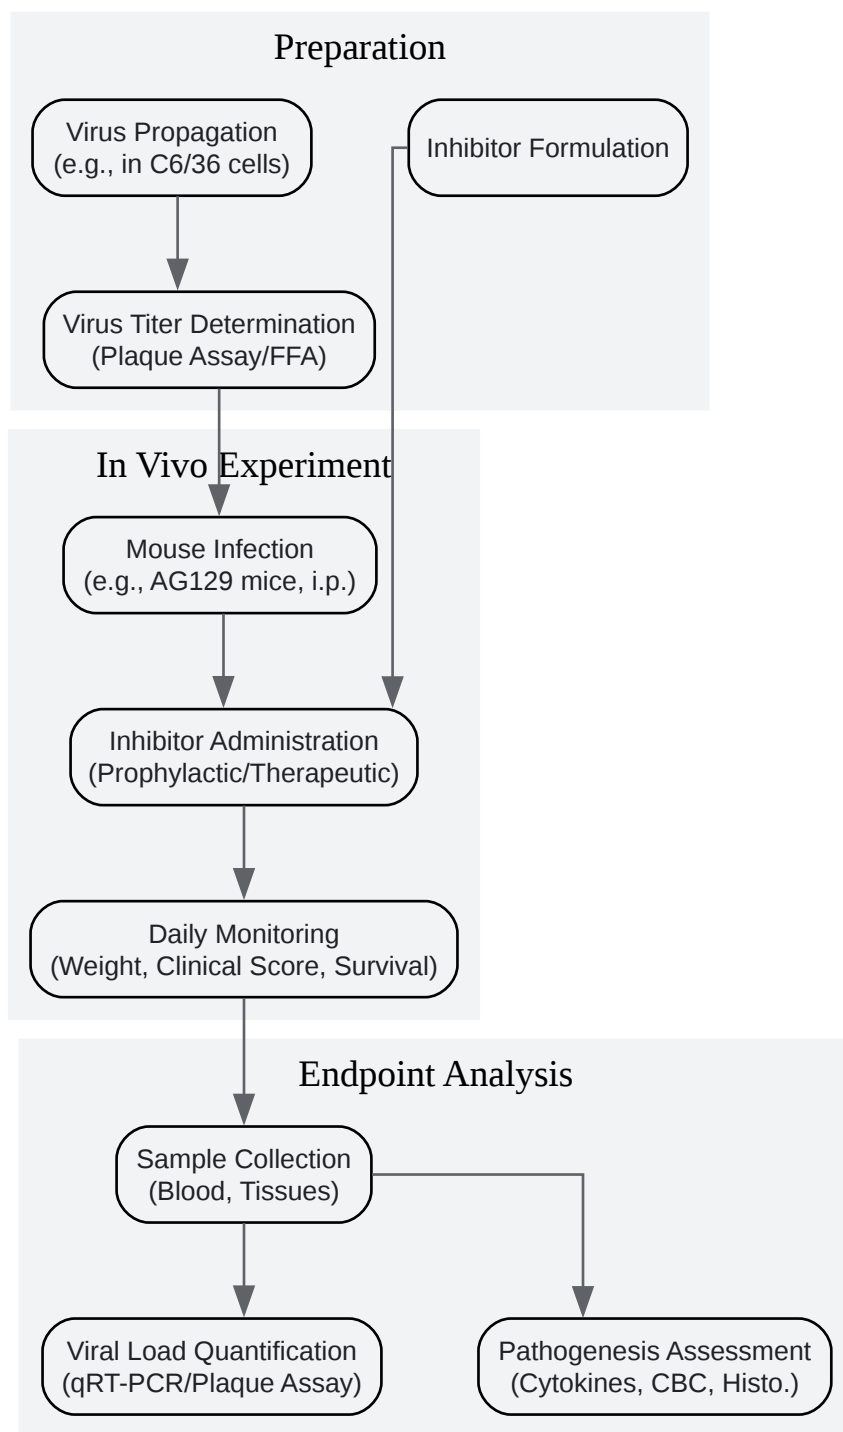 Preparation
Virus Propagation
(e.g., in C6/36 cells)
Inhibitor Formulation
Virus Titer Determination
(Plaque Assay/FFA)
In Vivo Experiment
Mouse Infection
(e.g., AG129 mice, i.p.)
Inhibitor Administration
(Prophylactic/Therapeutic)
Daily Monitoring
(Weight, Clinical Score, Survival)
Endpoint Analysis
Sample Collection
(Blood, Tissues)
Viral Load Quantification
(qRT-PCR/Plaque Assay)
Pathogenesis Assessment
(Cytokines, CBC, Histo.)